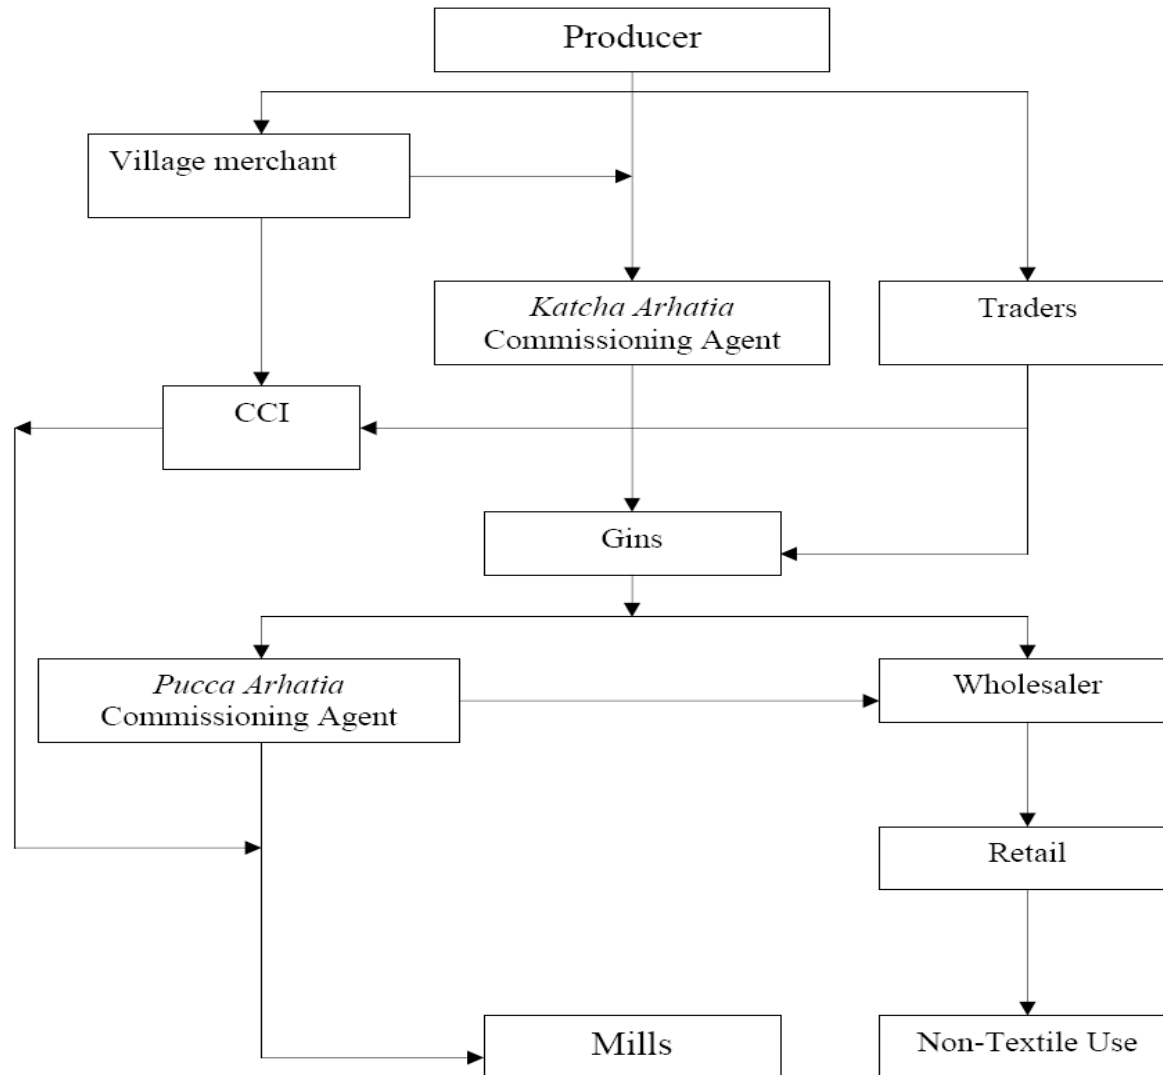 Producer
Village merchant
Katcha Arhatia
Commissioning Agent
Traders
CCI
Gins
Pucca Arhatia
Commissioning Agent
Wholesaler
Retail
Mills
Non-Textile Use